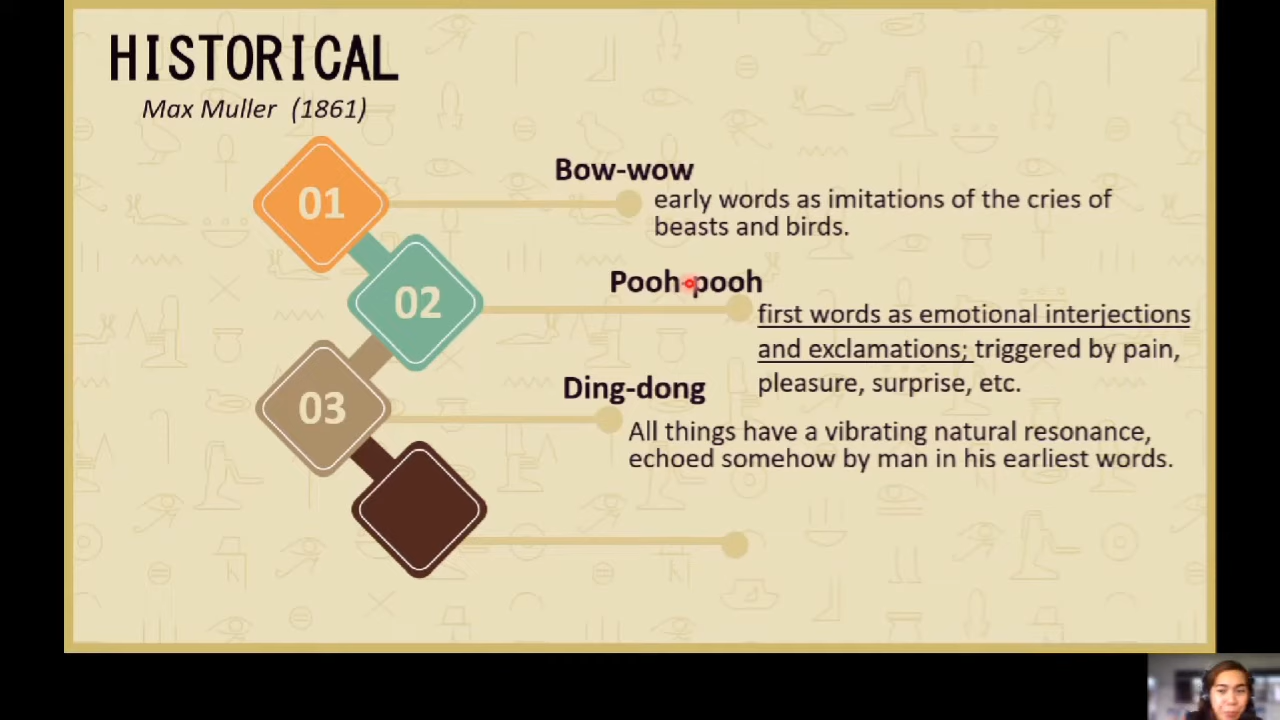 HISTORICAL
Max Muller (1861)
01
Bow-wow
early words as imitations of the cries of
beasts and birds.
02
Pooh-pooh
first words as emotional interjections
and exclamations; triggered by pain,
pleasure, surprise, etc.
03
Ding-dong
All things have a vibrating natural resonance,
echoed somehow by man in his earliest words.